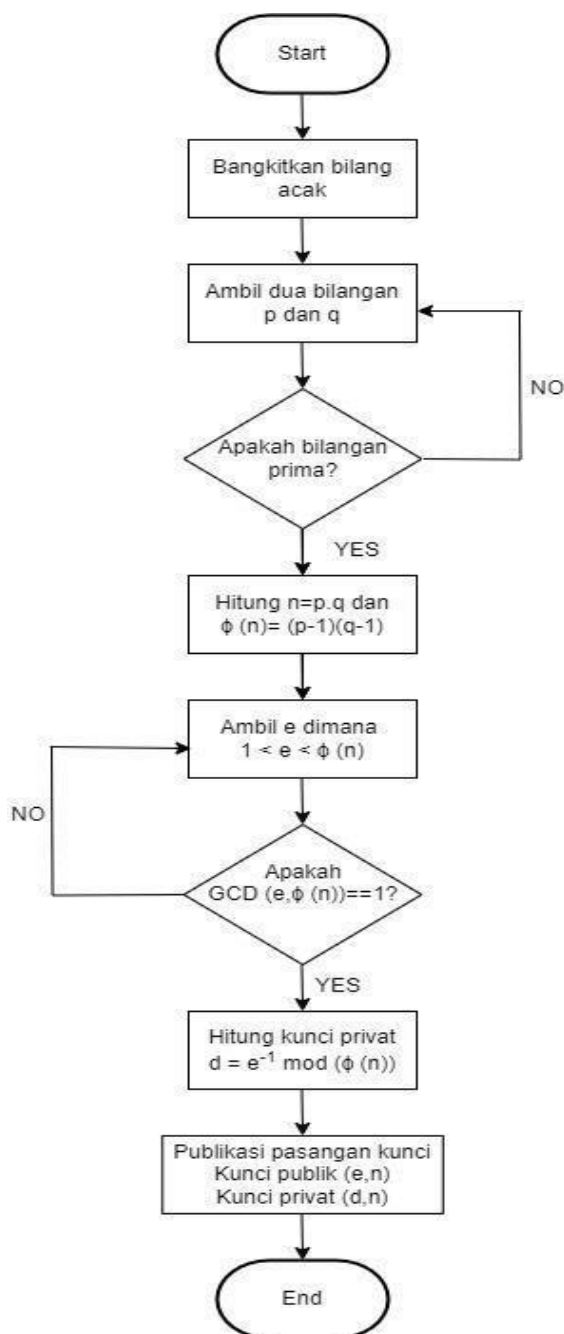 Start
Bangkitkan bilang
acak
Ambil dua bilangan
p dan q
NO
Apakah bilangan
prima?
YES
Hitung n=p.q dan
ϕ (n)= (p-1)(q-1)
Ambil e dimana
1 < e < ϕ (n)
NO
Apakah
GCD (e,ϕ (n))==1?
YES
Hitung kunci privat
d = e⁻¹ mod (ϕ (n))
Publikasi pasangan kunci
Kunci publik (e,n)
Kunci privat (d,n)
End